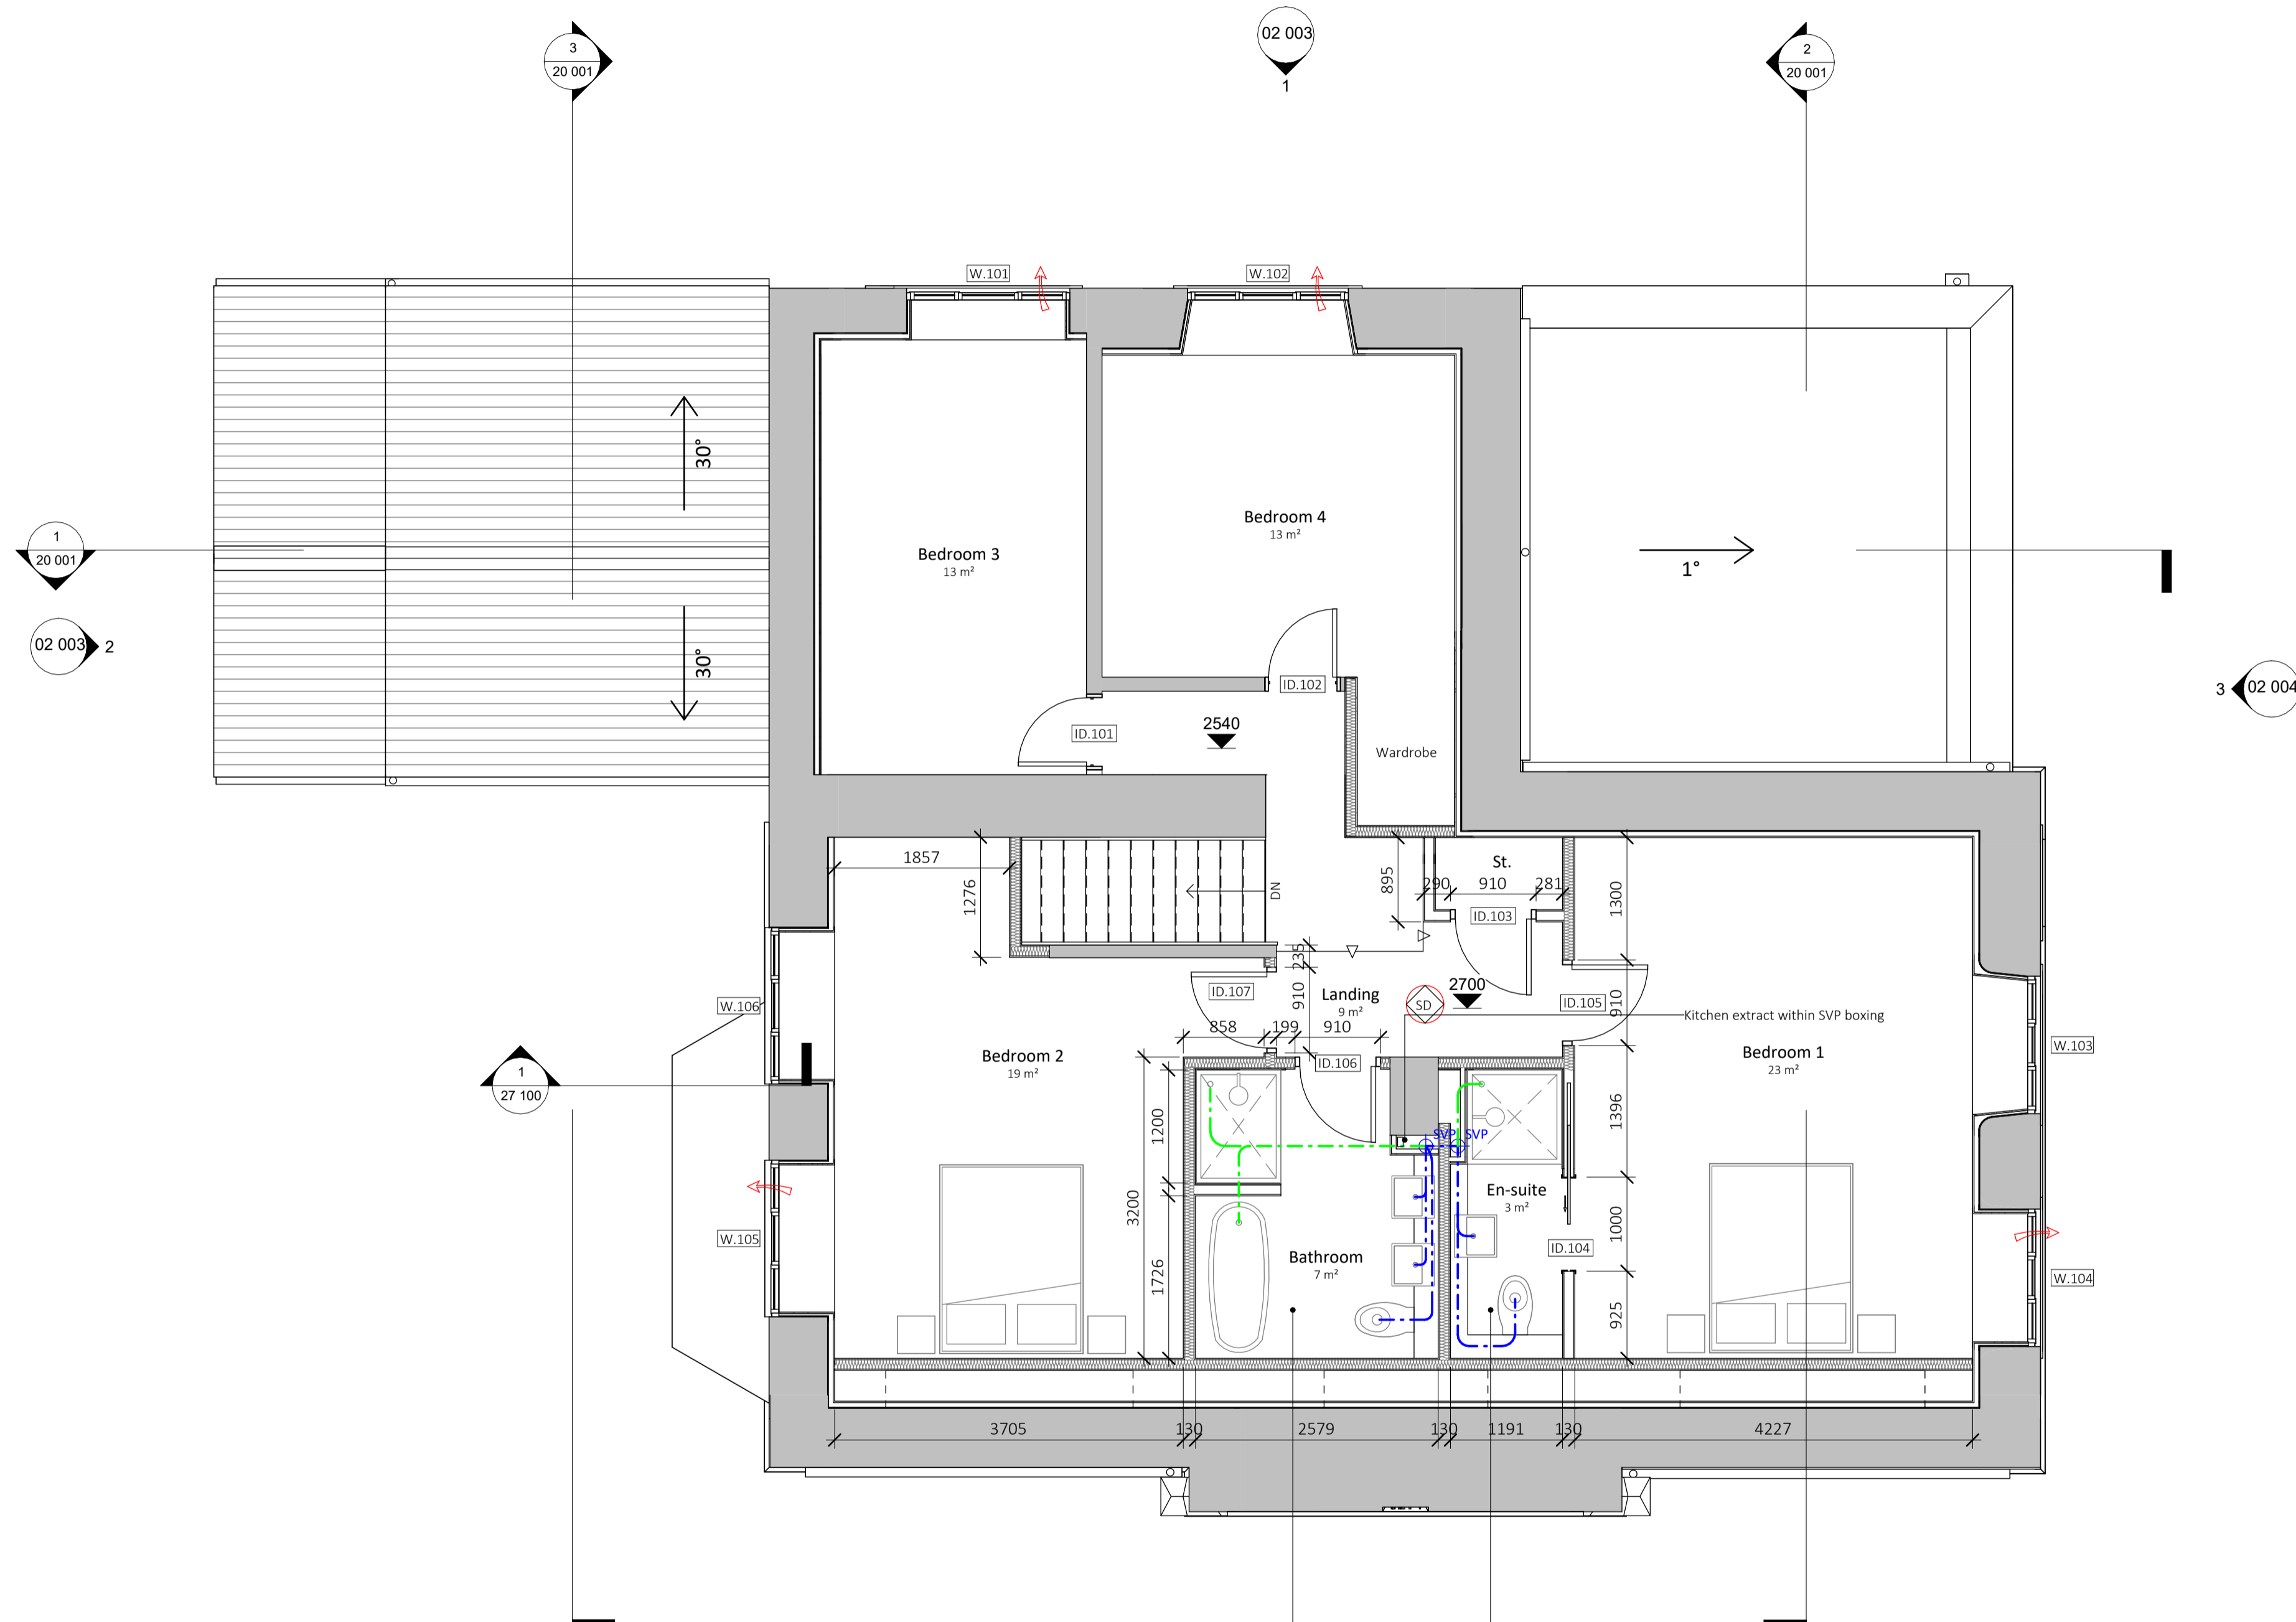 02 003
1
3
20 001
2
20 001
W.101
W.102
30°
Bedroom 4
13 m²
Bedroom 3
13 m²
1°
1
20 001
02 003
2
30°
ID.102
3
02 004
2540
ID.101
Wardrobe
1857
1276
DN
895
St.
290
910
281
ID.103
1300
235
ID.107
910
Landing
9 m²
SD
2700
ID.105
910
W.106
Kitchen extract within SVP boxing
858
199
910
ID.106
Bedroom 2
19 m²
Bedroom 1
23 m²
W.103
1
27 100
1200
1396
SVP
SVP
3200
En-suite
3 m²
1000
W.105
ID.104
Bathroom
7 m²
1726
W.104
925
3705
130
2579
130
1191
130
4227